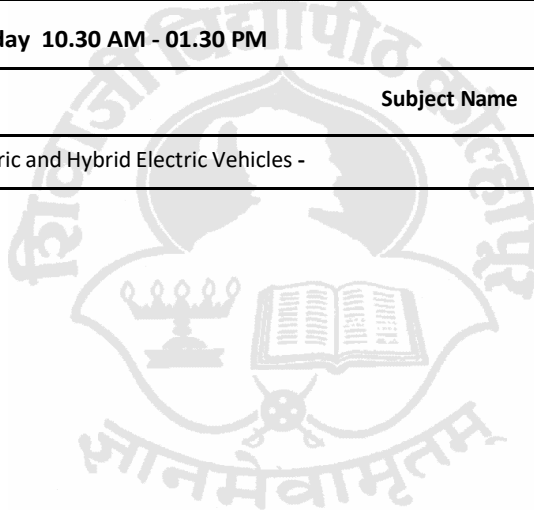 day 10.30 AM - 01.30 PM
Subject Name
ric and Hybrid Electric Vehicles -
शिवाजी विद्यापीठ कोल्हापूर
ज्ञानमेवामृतम्